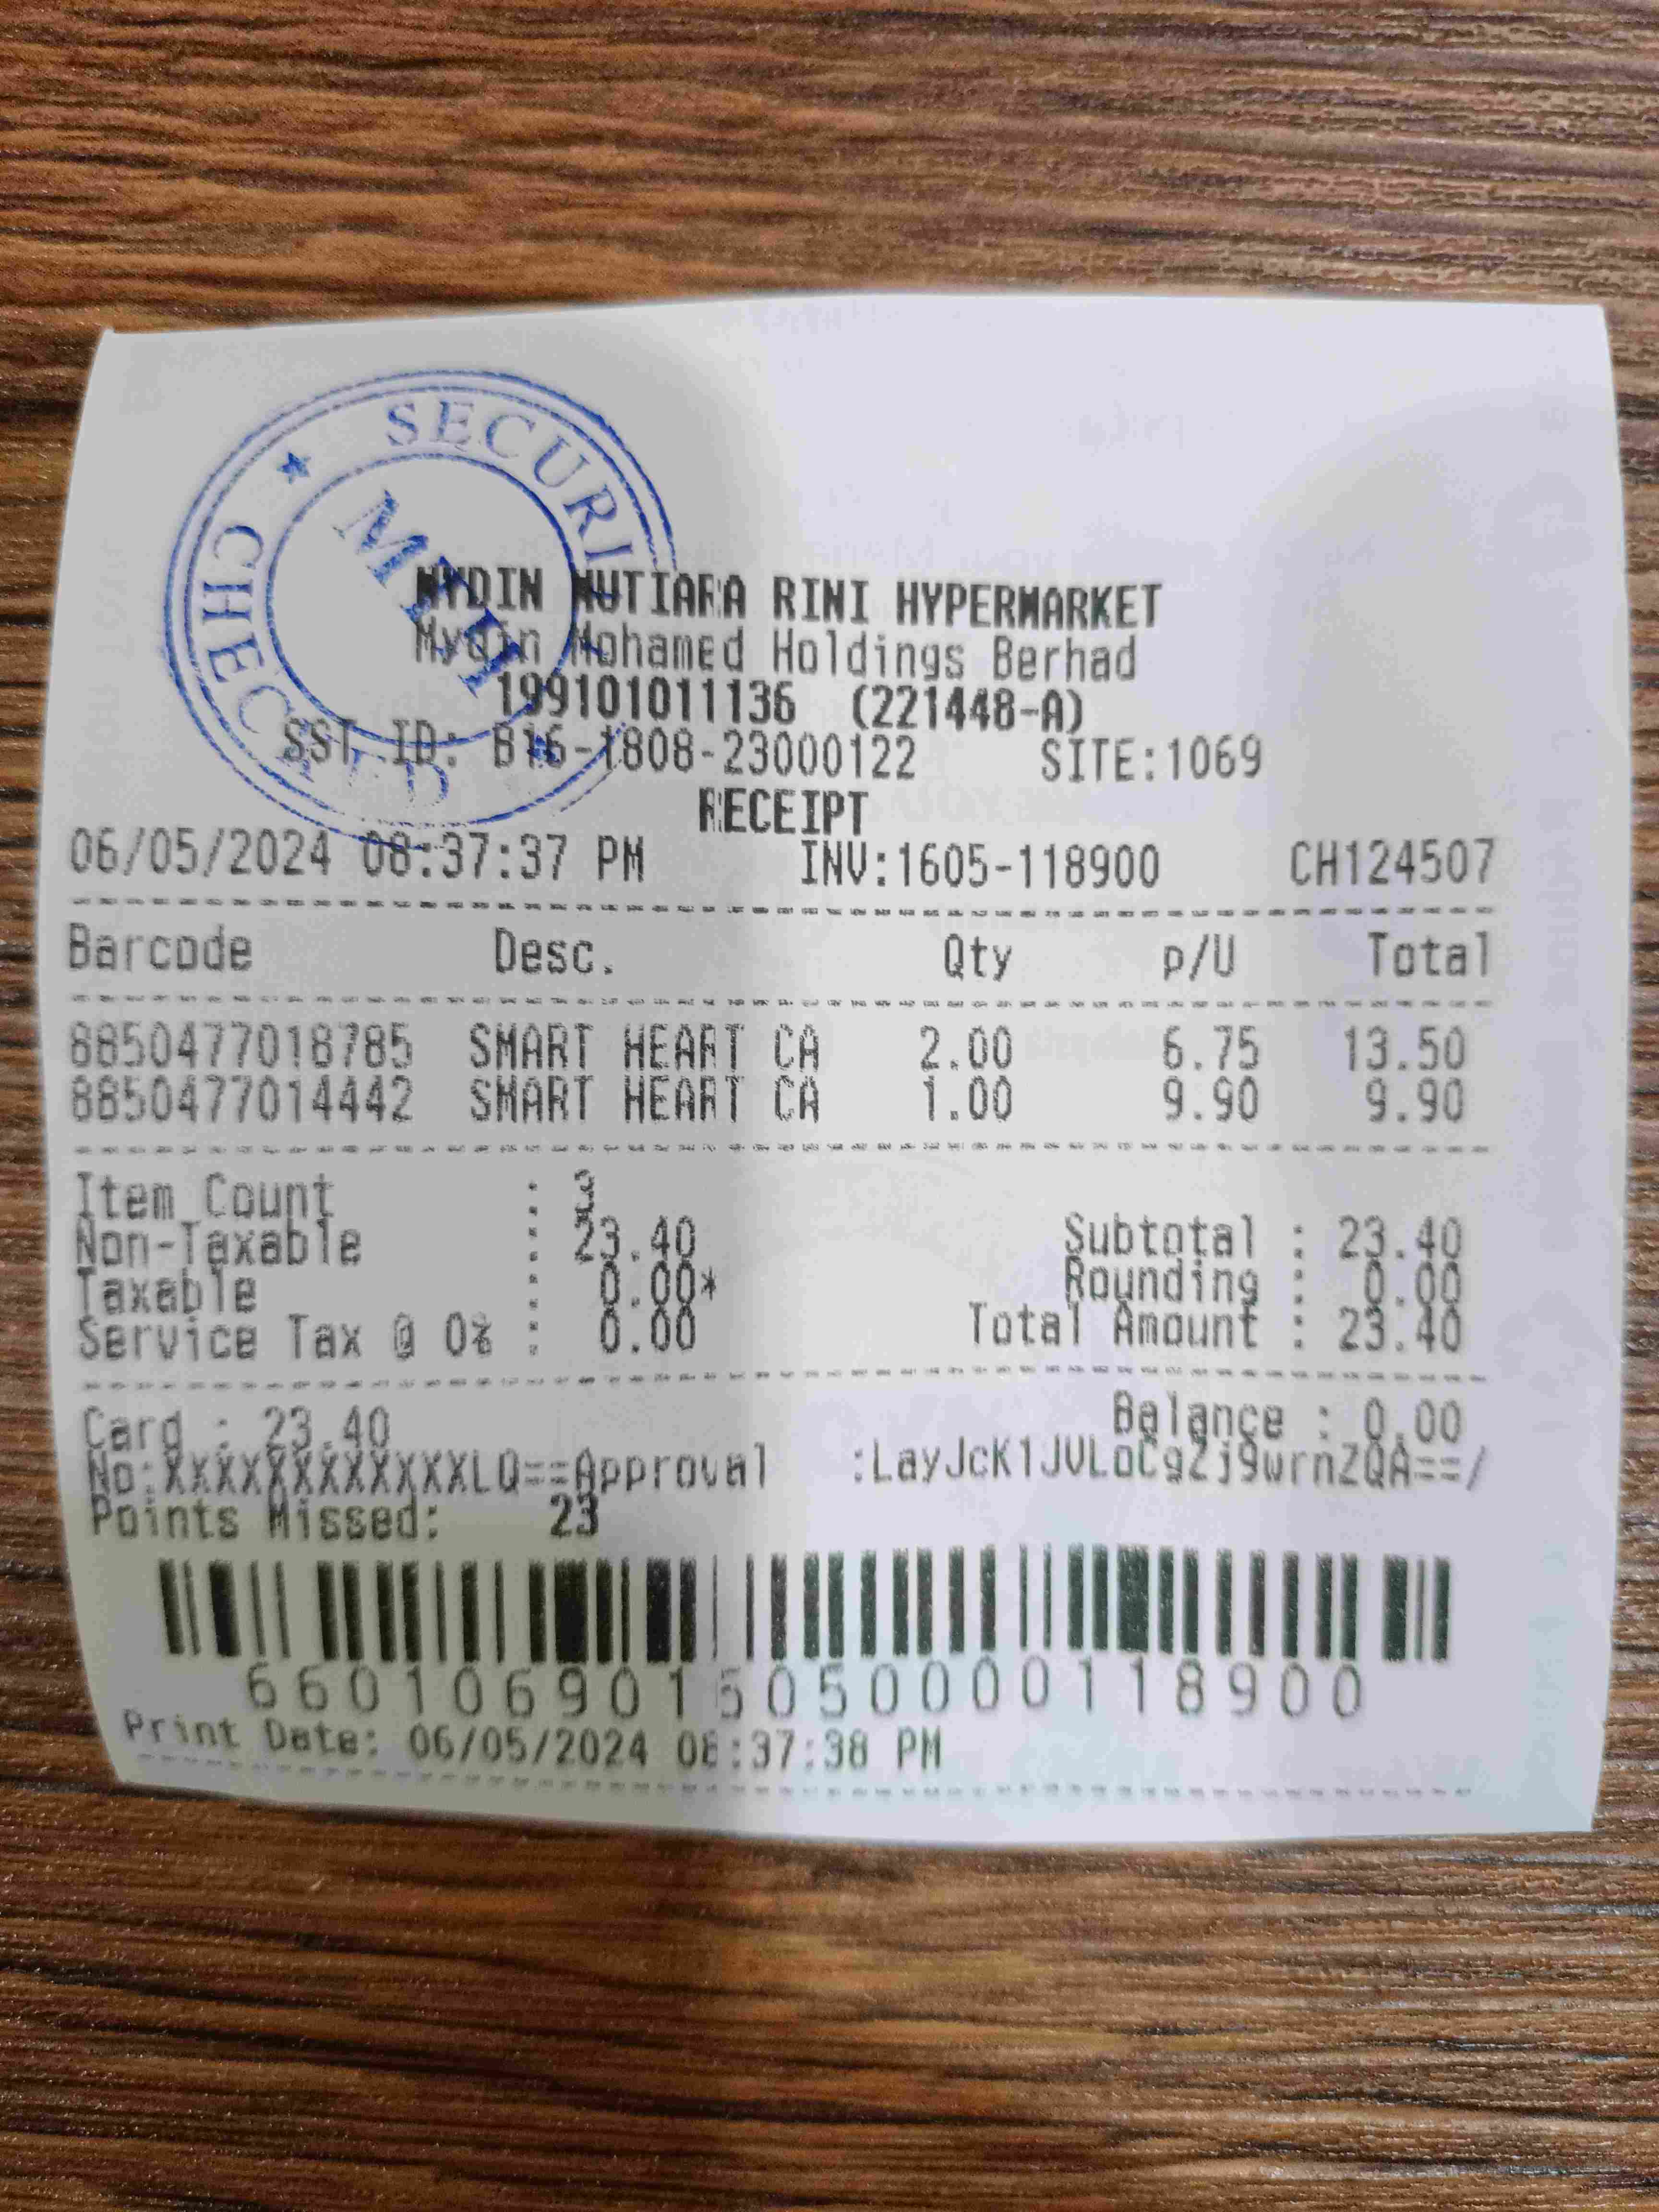 SECURI
CHECKED
MYDIN MUTIARA RINI HYPERMARKET
Mydin Mohamed Holdings Berhad
199101011136 (221448-A)
SST ID: B16-1808-23000122 SITE:1069
RECEIPT
06/05/2024 08:37:37 PM INV:1605-118900 CH124507
Barcode Desc. Qty p/U Total
8850477018785 SMART HEART CA 2.00 6.75 13.50
8850477014442 SMART HEART CA 1.00 9.90 9.90
Item Count : 3
Non-Taxable : 23.40 Subtotal : 23.40
Taxable : 0.00* Rounding : 0.00
Service Tax @ 0% : 0.00 Total Amount : 23.40
Card : 23.40 Balance : 0.00
No:XXXXXXXXXXXXLQ==Approval :LayJcK1JVLoCgZj9wrnZQA==/
Points Missed: 23
6601069015050000118900
Print Date: 06/05/2024 08:37:38 PM